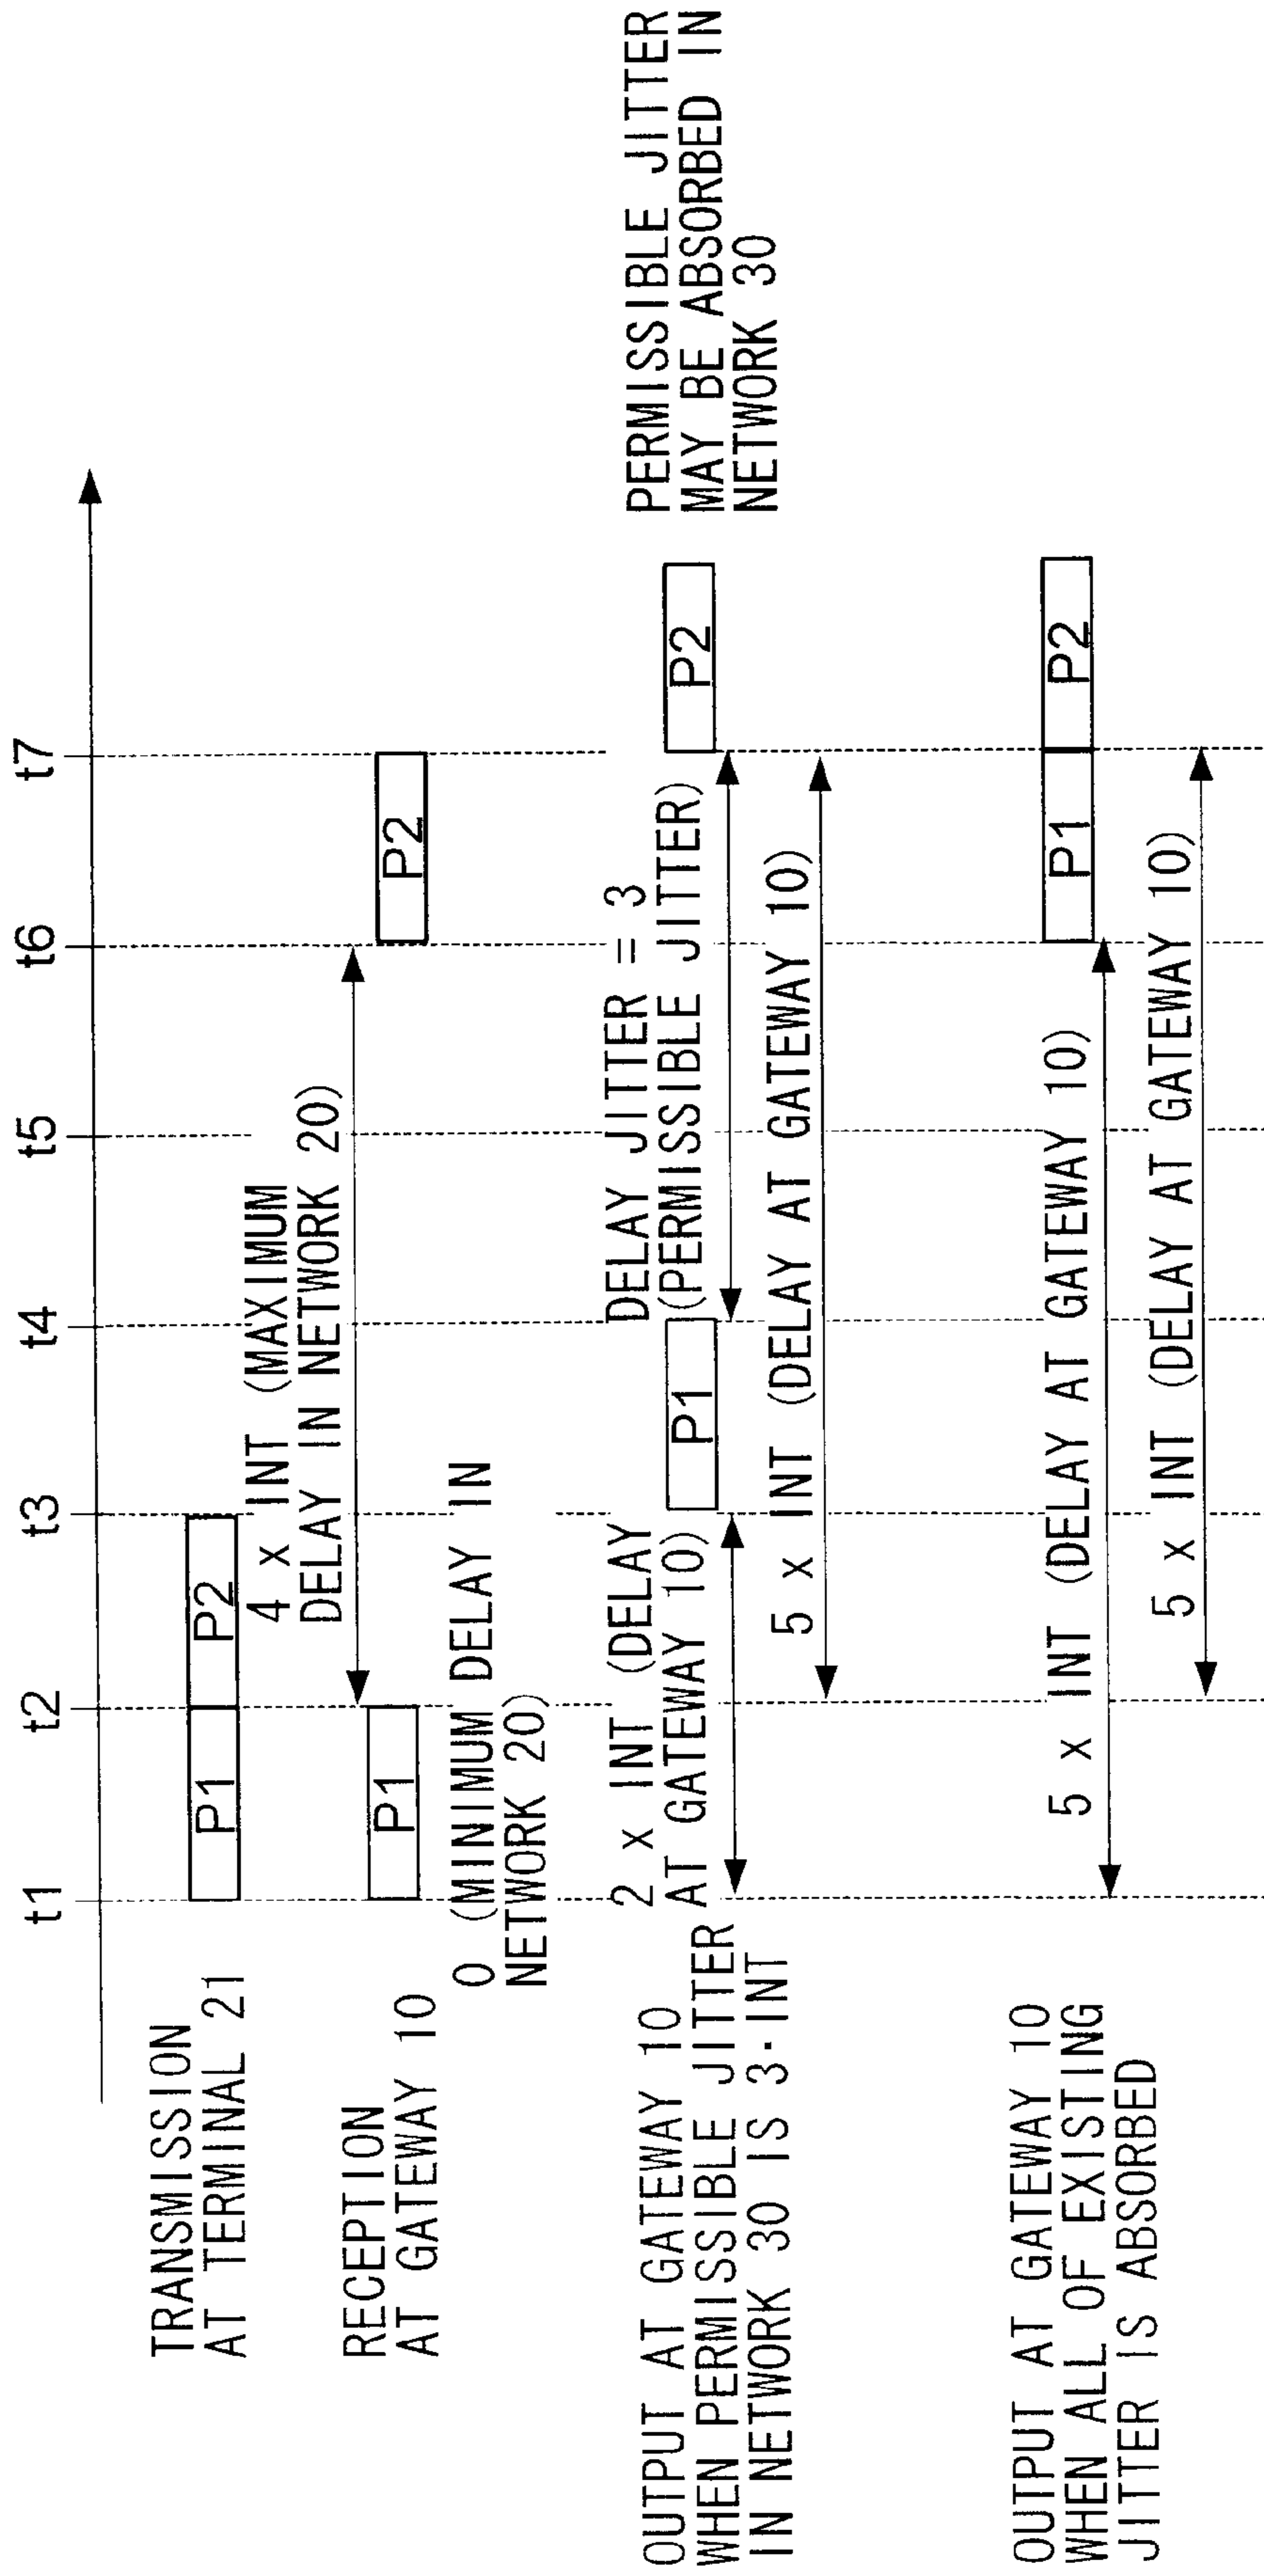 t1 t2 t3 t4 t5 t6 t7
TRANSMISSION
AT TERMINAL 21
P1 P2
4 x INT (MAXIMUM
DELAY IN NETWORK 20)
RECEPTION
AT GATEWAY 10
P1
P2
0 (MINIMUM DELAY IN
NETWORK 20)
OUTPUT AT GATEWAY 10
WHEN PERMISSIBLE JITTER
IN NETWORK 30 IS 3·INT
2 x INT (DELAY
AT GATEWAY 10)
P1
DELAY JITTER = 3
(PERMISSIBLE JITTER)
P2
PERMISSIBLE JITTER
MAY BE ABSORBED IN
NETWORK 30
5 x INT (DELAY AT GATEWAY 10)
OUTPUT AT GATEWAY 10
WHEN ALL OF EXISTING
JITTER IS ABSORBED
P1 P2
5 x INT (DELAY AT GATEWAY 10)
5 x INT (DELAY AT GATEWAY 10)